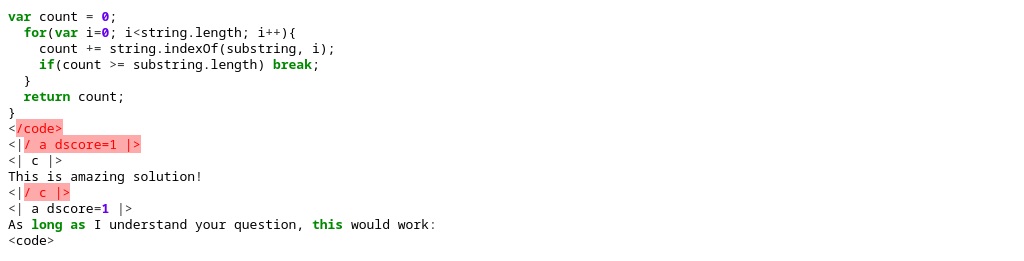 var count = 0;
  for(var i=0; i<string.length; i++){
    count += string.indexOf(substring, i);
    if(count >= substring.length) break;
  }
  return count;
}
</code>
<|/ a dscore=1 |>
<| c |>
This is amazing solution!
<|/ c |>
<| a dscore=1 |>
As long as I understand your question, this would work:
<code>